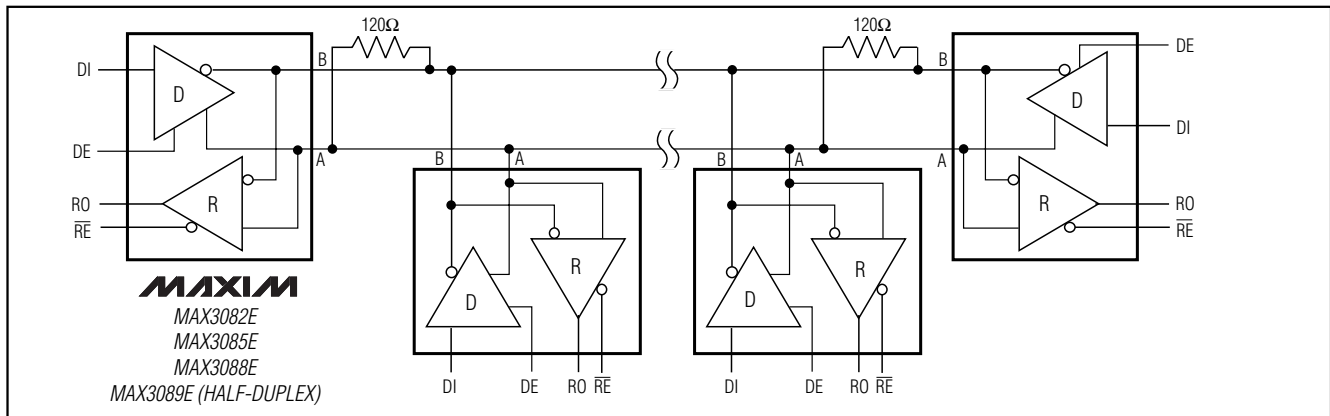 120Ω
120Ω
DI
B
B
DE
D
D
DI
DE
A
B
A
B
A
A
RO
R
R
RO
RE
RE
R
R
D
D
MAXIM
MAX3082E
MAX3085E
MAX3088E
MAX3089E (HALF-DUPLEX)
DI
DE
RO
RE
DI
DE
RO
RE